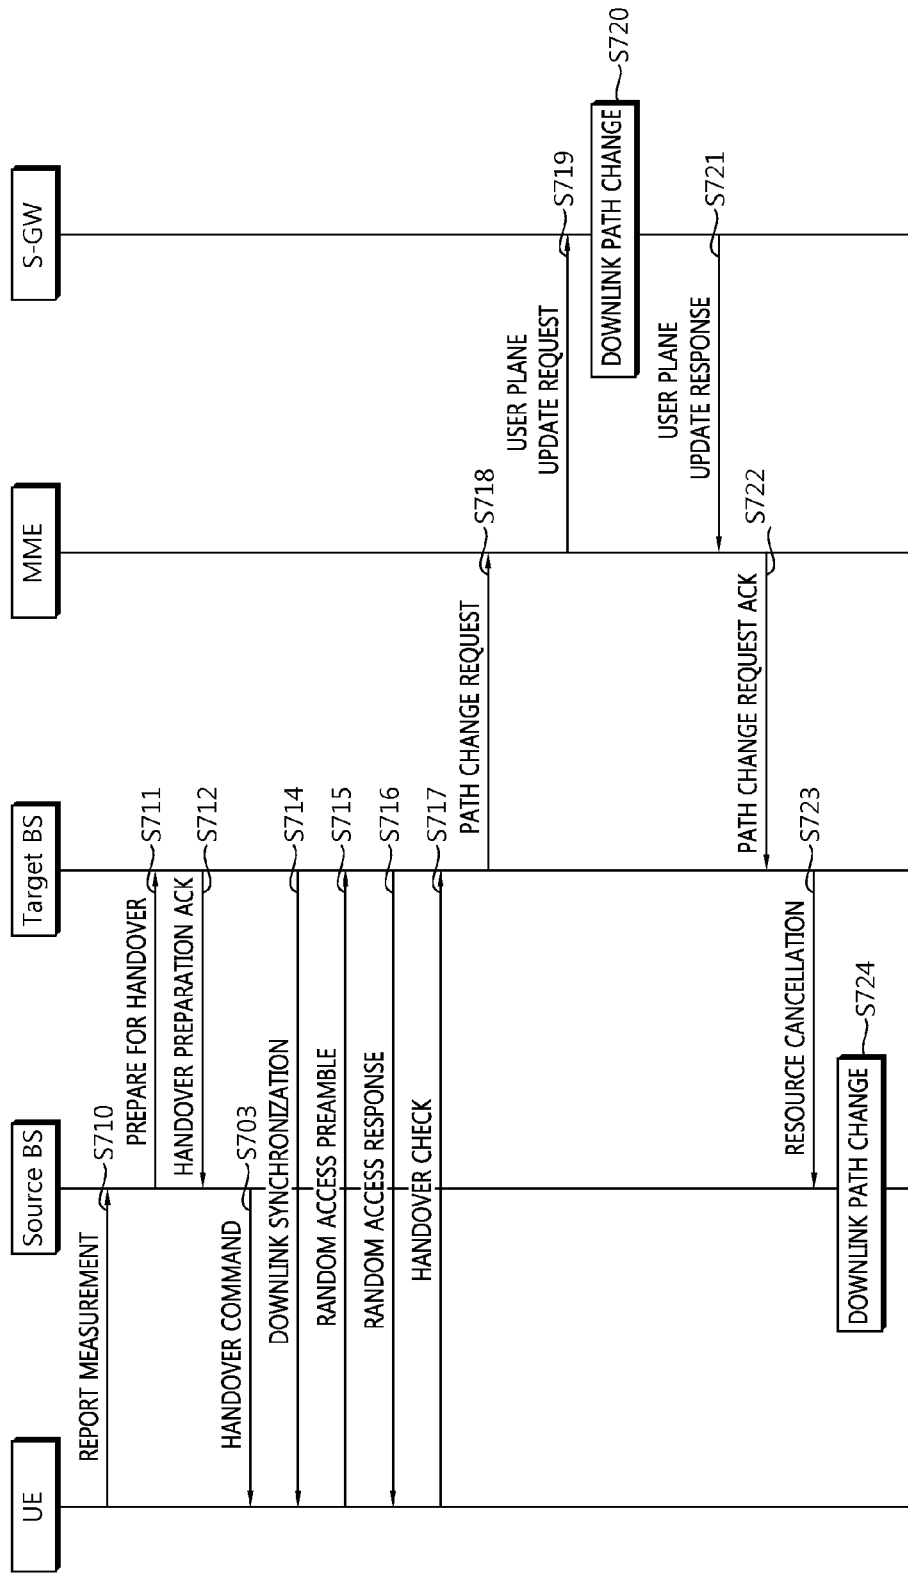 UE
Source BS
Target BS
MME
S-GW
REPORT MEASUREMENT
S710
PREPARE FOR HANDOVER
S711
HANDOVER PREPARATION ACK
S712
HANDOVER COMMAND
S703
DOWNLINK SYNCHRONIZATION
S714
RANDOM ACCESS PREAMBLE
S715
RANDOM ACCESS RESPONSE
S716
HANDOVER CHECK
S717
PATH CHANGE REQUEST
S718
USER PLANE
UPDATE REQUEST
S719
DOWNLINK PATH CHANGE
S720
USER PLANE
UPDATE RESPONSE
S721
PATH CHANGE REQUEST ACK
S722
RESOURCE CANCELLATION
S723
DOWNLINK PATH CHANGE
S724